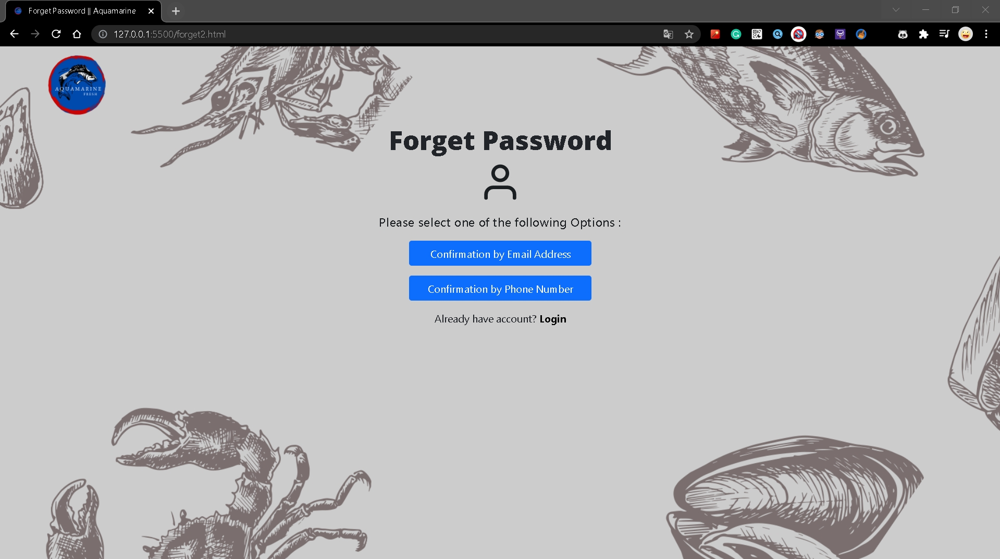 Forget Password || Aquamarine
127.0.0.1:5500/forget2.html
AQUAMARINE
FRESH
Forget Password
Please select one of the following Options :
Confirmation by Email Address
Confirmation by Phone Number
Already have account? Login